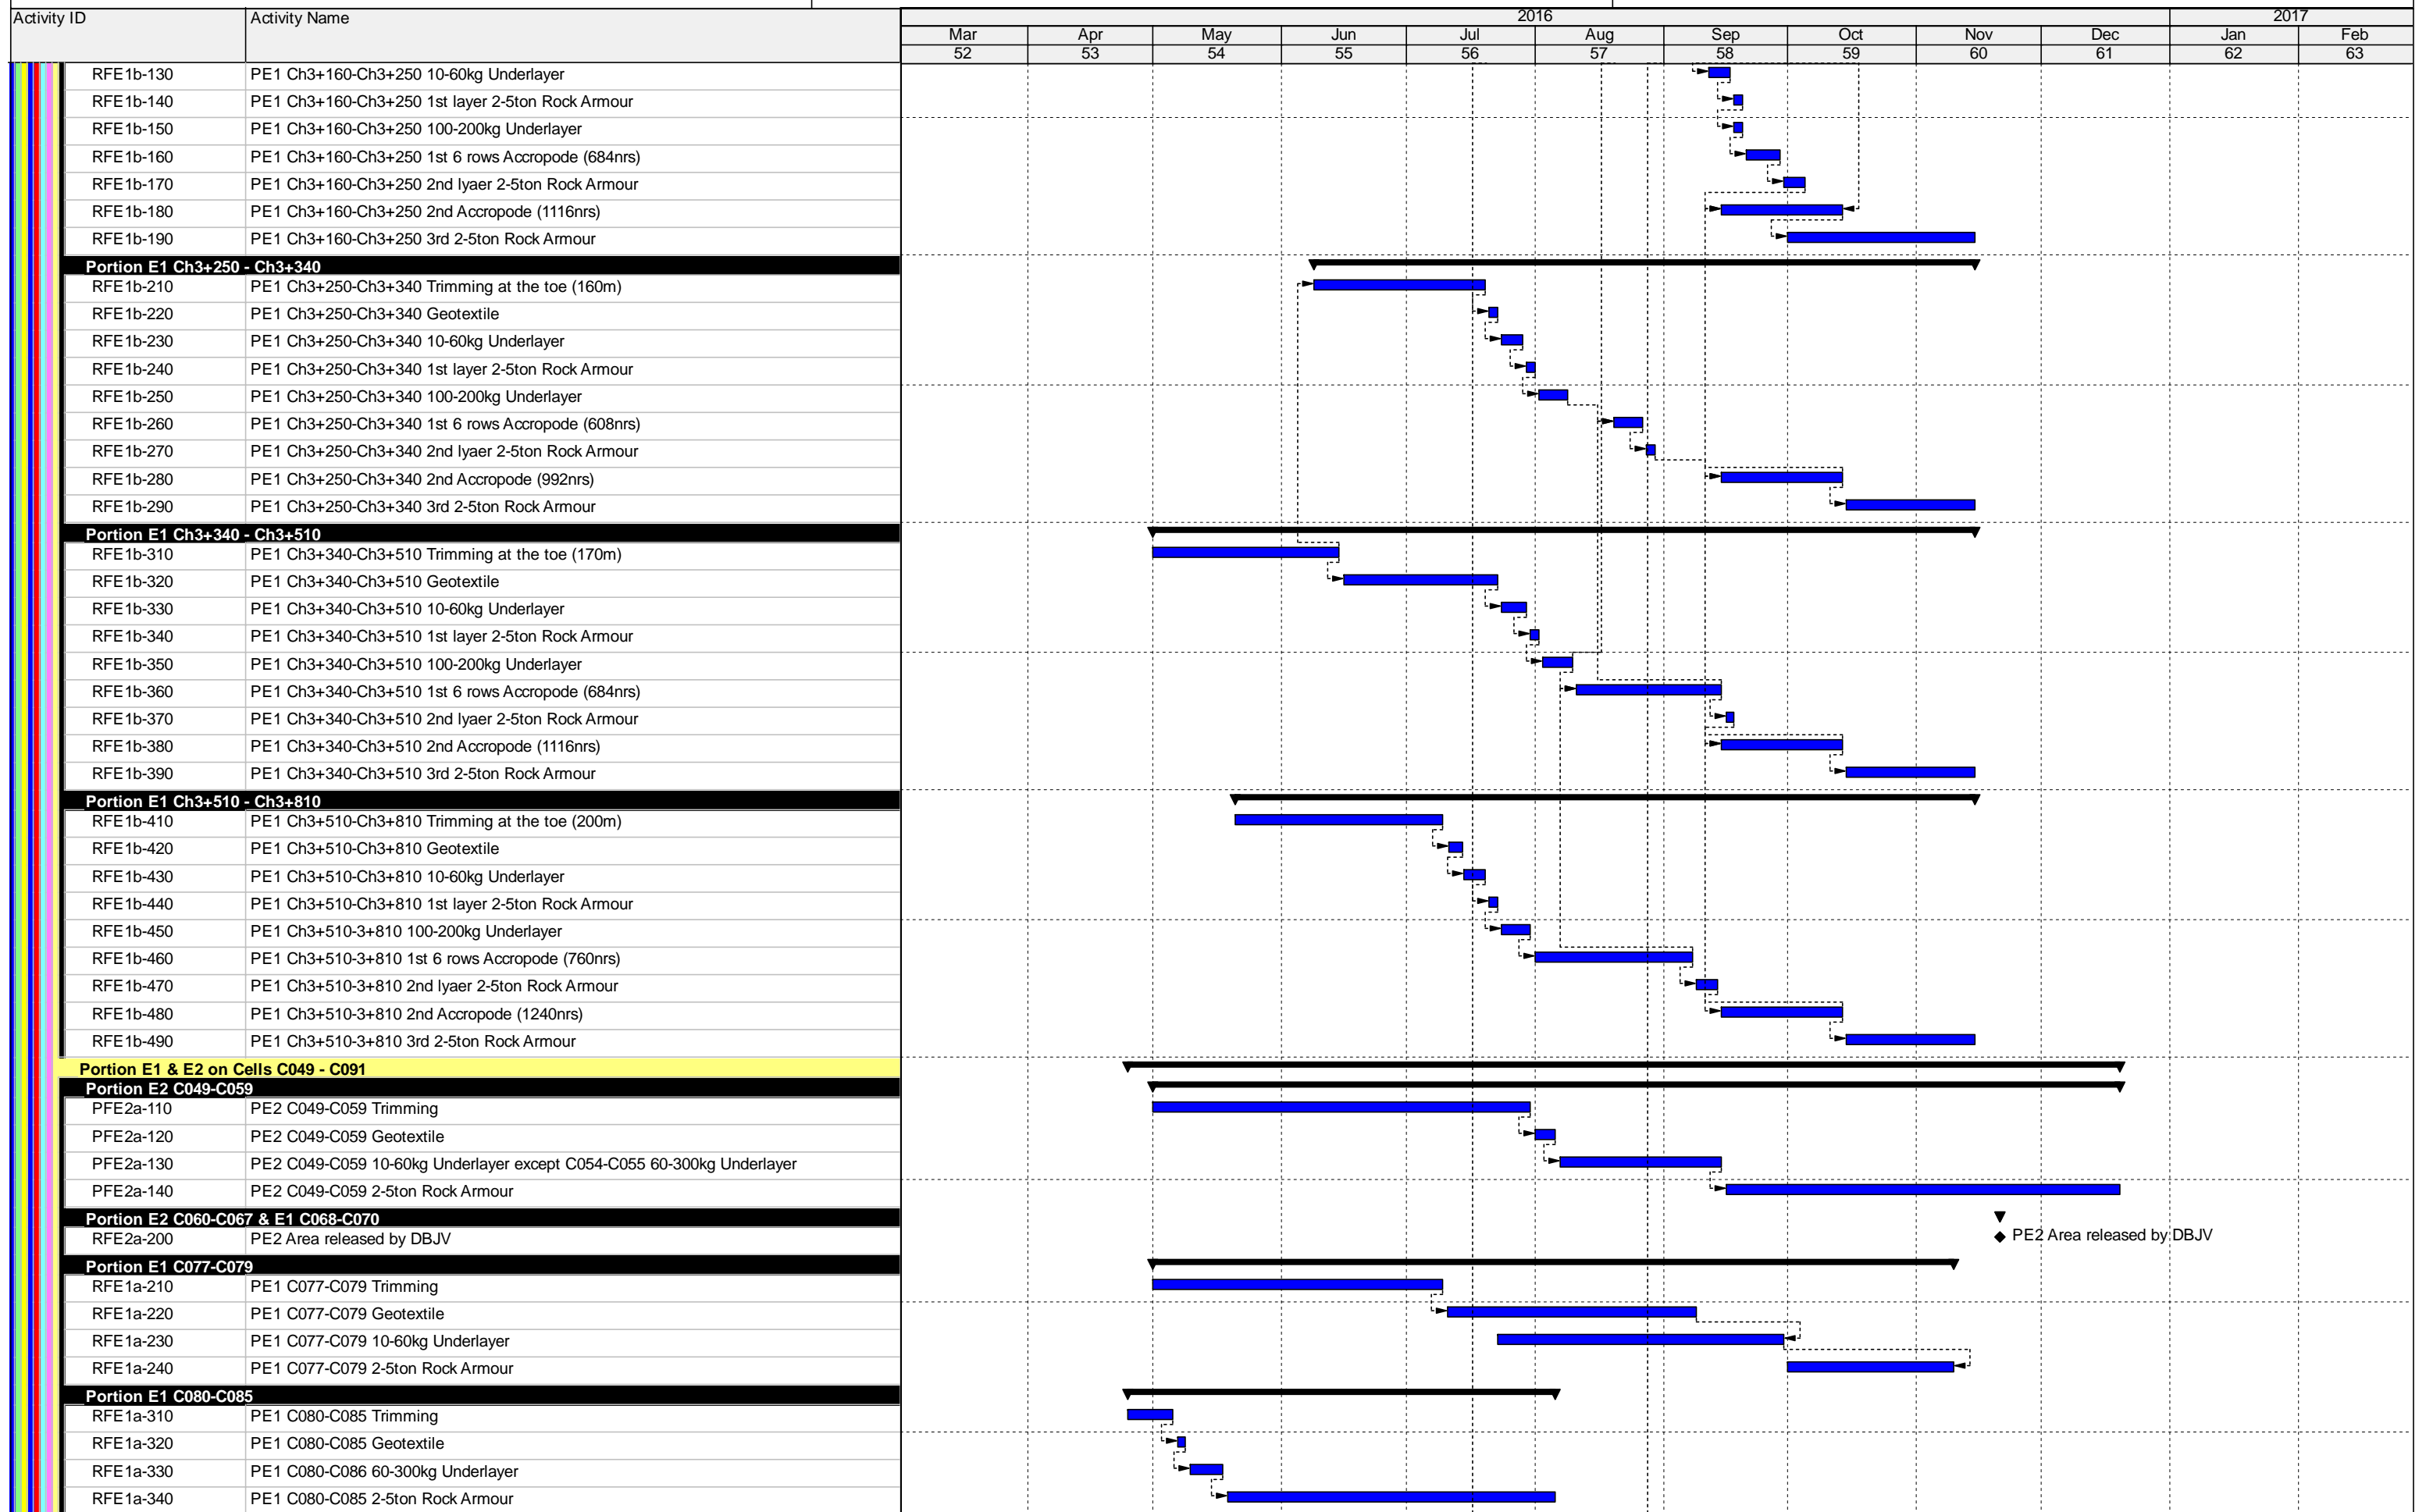 Activity ID Activity Name 2016 2017
Mar Apr May Jun Jul Aug Sep Oct Nov Dec Jan Feb
52 53 54 55 56 57 58 59 60 61 62 63
RFE1b-130 PE1 Ch3+160-Ch3+250 10-60kg Underlayer
RFE1b-140 PE1 Ch3+160-Ch3+250 1st layer 2-5ton Rock Armour
RFE1b-150 PE1 Ch3+160-Ch3+250 100-200kg Underlayer
RFE1b-160 PE1 Ch3+160-Ch3+250 1st 6 rows Accropode (684nrs)
RFE1b-170 PE1 Ch3+160-Ch3+250 2nd lyaer 2-5ton Rock Armour
RFE1b-180 PE1 Ch3+160-Ch3+250 2nd Accropode (1116nrs)
RFE1b-190 PE1 Ch3+160-Ch3+250 3rd 2-5ton Rock Armour
Portion E1 Ch3+250 - Ch3+340
RFE1b-210 PE1 Ch3+250-Ch3+340 Trimming at the toe (160m)
RFE1b-220 PE1 Ch3+250-Ch3+340 Geotextile
RFE1b-230 PE1 Ch3+250-Ch3+340 10-60kg Underlayer
RFE1b-240 PE1 Ch3+250-Ch3+340 1st layer 2-5ton Rock Armour
RFE1b-250 PE1 Ch3+250-Ch3+340 100-200kg Underlayer
RFE1b-260 PE1 Ch3+250-Ch3+340 1st 6 rows Accropode (608nrs)
RFE1b-270 PE1 Ch3+250-Ch3+340 2nd lyaer 2-5ton Rock Armour
RFE1b-280 PE1 Ch3+250-Ch3+340 2nd Accropode (992nrs)
RFE1b-290 PE1 Ch3+250-Ch3+340 3rd 2-5ton Rock Armour
Portion E1 Ch3+340 - Ch3+510
RFE1b-310 PE1 Ch3+340-Ch3+510 Trimming at the toe (170m)
RFE1b-320 PE1 Ch3+340-Ch3+510 Geotextile
RFE1b-330 PE1 Ch3+340-Ch3+510 10-60kg Underlayer
RFE1b-340 PE1 Ch3+340-Ch3+510 1st layer 2-5ton Rock Armour
RFE1b-350 PE1 Ch3+340-Ch3+510 100-200kg Underlayer
RFE1b-360 PE1 Ch3+340-Ch3+510 1st 6 rows Accropode (684nrs)
RFE1b-370 PE1 Ch3+340-Ch3+510 2nd lyaer 2-5ton Rock Armour
RFE1b-380 PE1 Ch3+340-Ch3+510 2nd Accropode (1116nrs)
RFE1b-390 PE1 Ch3+340-Ch3+510 3rd 2-5ton Rock Armour
Portion E1 Ch3+510 - Ch3+810
RFE1b-410 PE1 Ch3+510-Ch3+810 Trimming at the toe (200m)
RFE1b-420 PE1 Ch3+510-Ch3+810 Geotextile
RFE1b-430 PE1 Ch3+510-Ch3+810 10-60kg Underlayer
RFE1b-440 PE1 Ch3+510-Ch3+810 1st layer 2-5ton Rock Armour
RFE1b-450 PE1 Ch3+510-3+810 100-200kg Underlayer
RFE1b-460 PE1 Ch3+510-3+810 1st 6 rows Accropode (760nrs)
RFE1b-470 PE1 Ch3+510-3+810 2nd lyaer 2-5ton Rock Armour
RFE1b-480 PE1 Ch3+510-3+810 2nd Accropode (1240nrs)
RFE1b-490 PE1 Ch3+510-3+810 3rd 2-5ton Rock Armour
Portion E1 & E2 on Cells C049 - C091
Portion E2 C049-C059
PFE2a-110 PE2 C049-C059 Trimming
PFE2a-120 PE2 C049-C059 Geotextile
PFE2a-130 PE2 C049-C059 10-60kg Underlayer except C054-C055 60-300kg Underlayer
PFE2a-140 PE2 C049-C059 2-5ton Rock Armour
Portion E2 C060-C067 & E1 C068-C070
RFE2a-200 PE2 Area released by DBJV PE2 Area released by DBJV
Portion E1 C077-C079
RFE1a-210 PE1 C077-C079 Trimming
RFE1a-220 PE1 C077-C079 Geotextile
RFE1a-230 PE1 C077-C079 10-60kg Underlayer
RFE1a-240 PE1 C077-C079 2-5ton Rock Armour
Portion E1 C080-C085
RFE1a-310 PE1 C080-C085 Trimming
RFE1a-320 PE1 C080-C085 Geotextile
RFE1a-330 PE1 C080-C086 60-300kg Underlayer
RFE1a-340 PE1 C080-C085 2-5ton Rock Armour